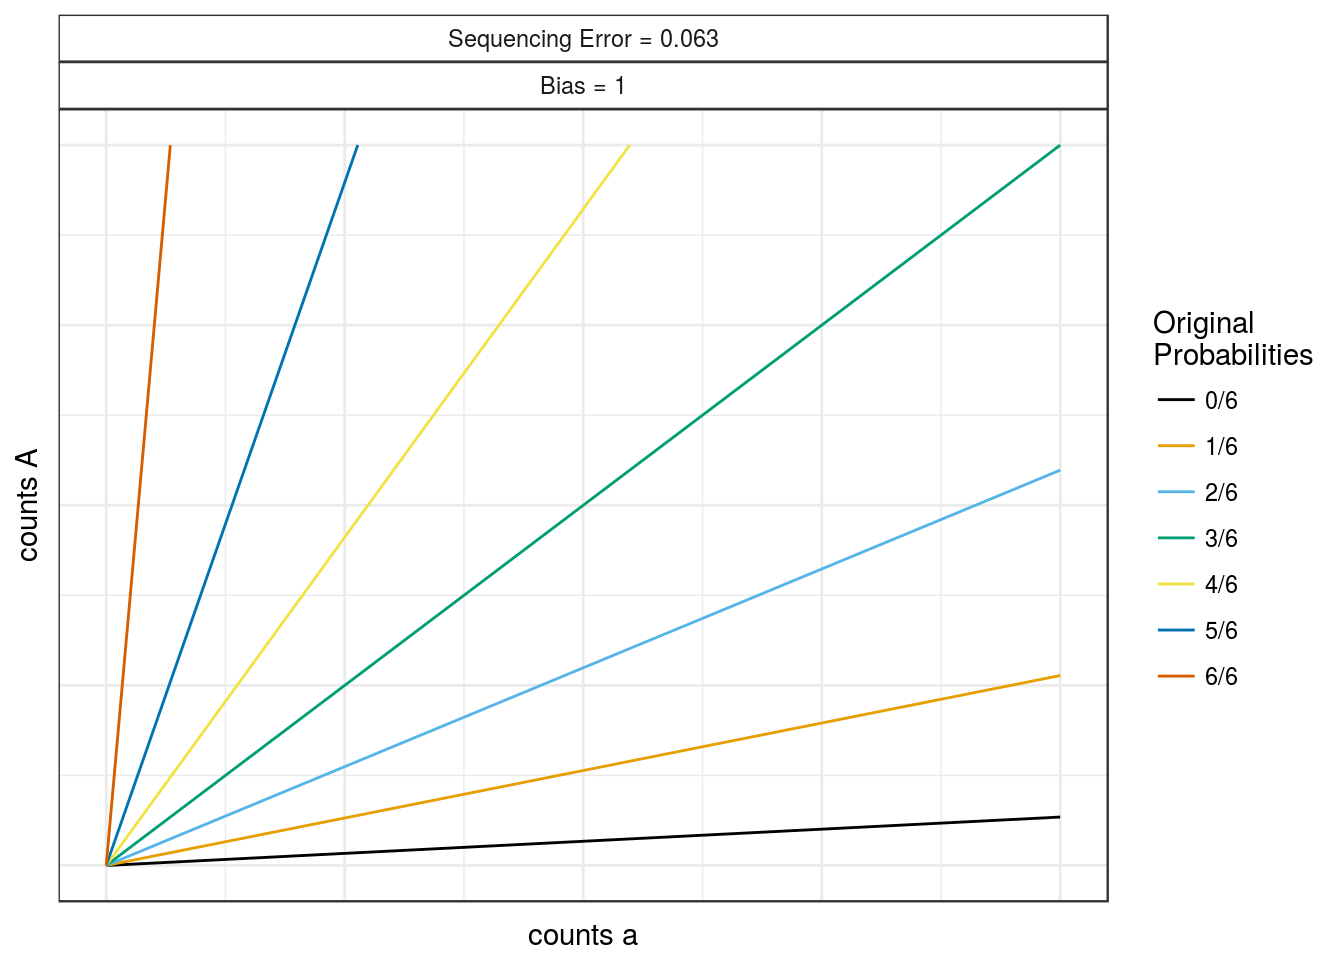 Sequencing Error = 0.063
Bias = 1
counts A
counts a
Original
Probabilities
0/6
1/6
2/6
3/6
4/6
5/6
6/6